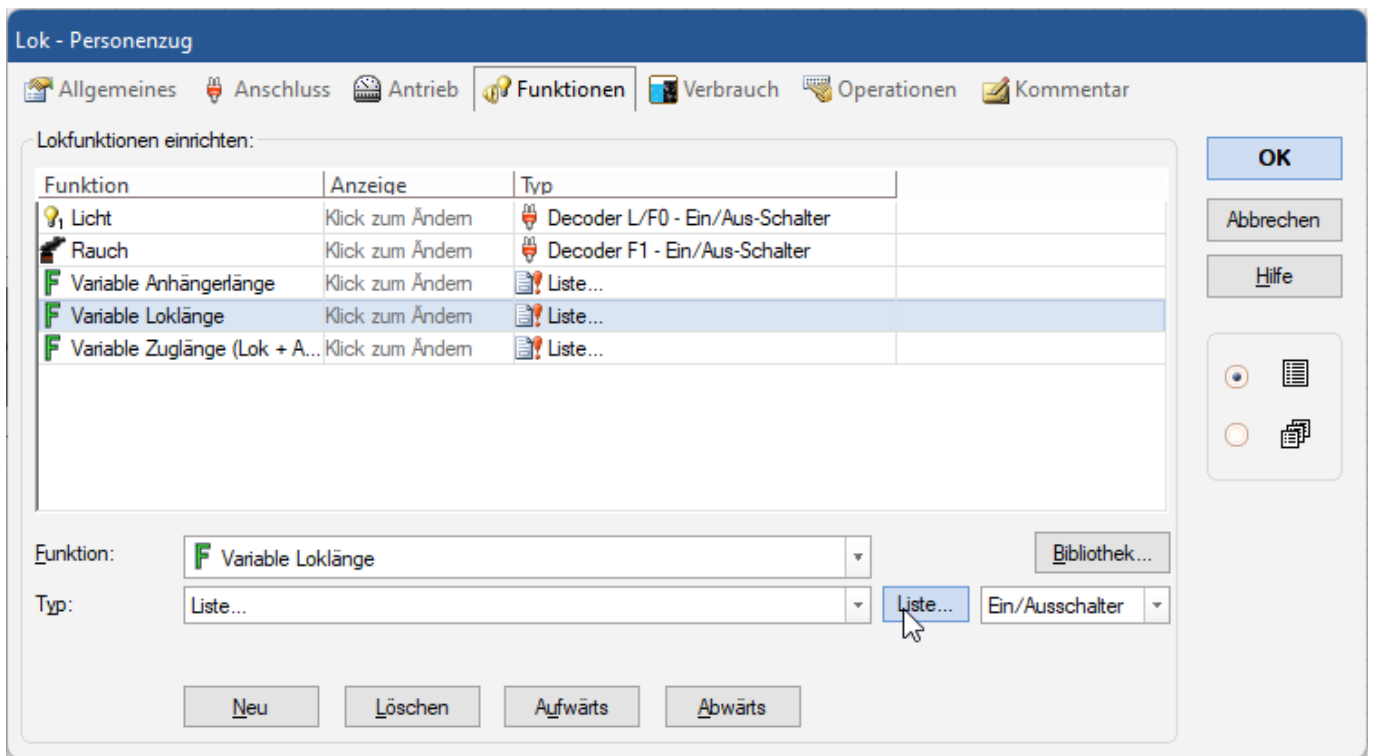 Lok - Personenzug
Allgemeines Anschluss Antrieb Funktionen Verbrauch Operationen Kommentar
Lokfunktionen einrichten:
OK
Funktion Anzeige Typ
Licht Klick zum Ändern Decoder L/F0 - Ein/Aus-Schalter
Abbrechen
Rauch Klick zum Ändern Decoder F1 - Ein/Aus-Schalter
Variable Anhängerlänge Klick zum Ändern Liste...
Hilfe
Variable Loklänge Klick zum Ändern Liste...
Variable Zuglänge (Lok + A... Klick zum Ändern Liste...
Funktion: Variable Loklänge Bibliothek...
Typ: Liste... Liste... Ein/Ausschalter
Neu Löschen Aufwärts Abwärts